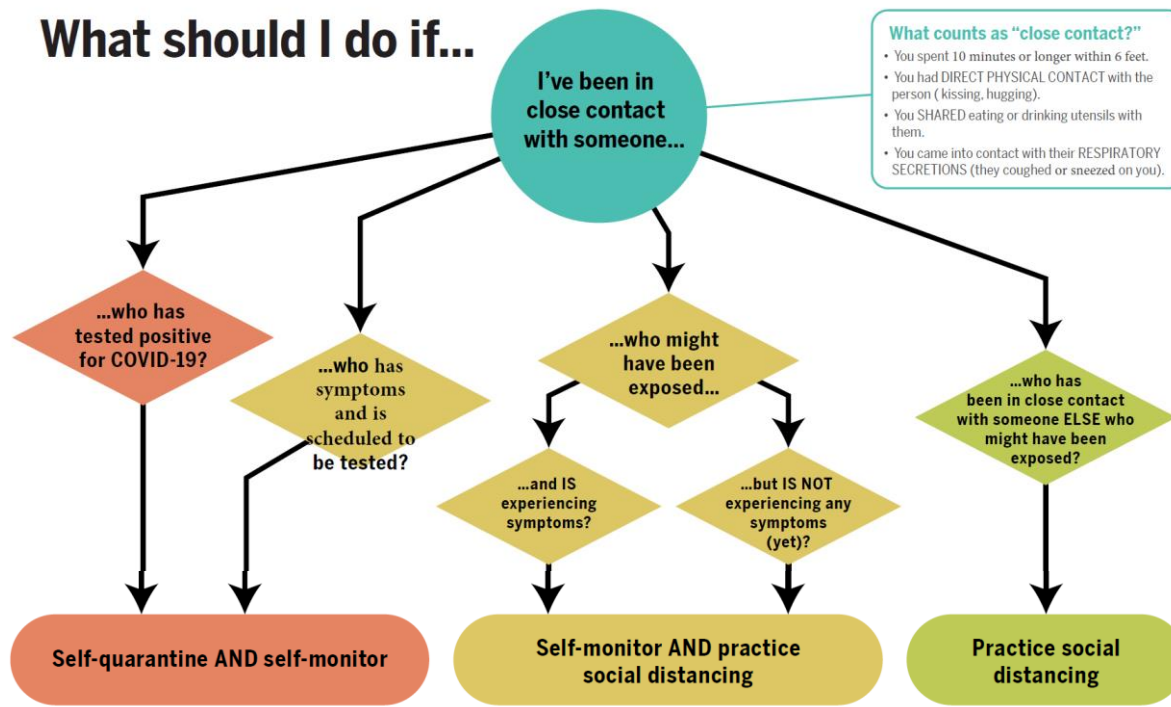 What should I do if...
I've been in
close contact
with someone...
What counts as “close contact?”
• You spent 10 minutes or longer within 6 feet.
• You had DIRECT PHYSICAL CONTACT with the
person ( kissing, hugging).
• You SHARED eating or drinking utensils with
them.
• You came into contact with their RESPIRATORY
SECRETIONS (they coughed or sneezed on you).
...who has
tested positive
for COVID-19?
...who has
symptoms
and is
scheduled to
be tested?
...who might
have been
exposed...
...and IS
experiencing
symptoms?
...but IS NOT
experiencing any
symptoms
(yet)?
...who has
been in close contact
with someone ELSE who
might have been
exposed?
Self-quarantine AND self-monitor
Self-monitor AND practice
social distancing
Practice social
distancing